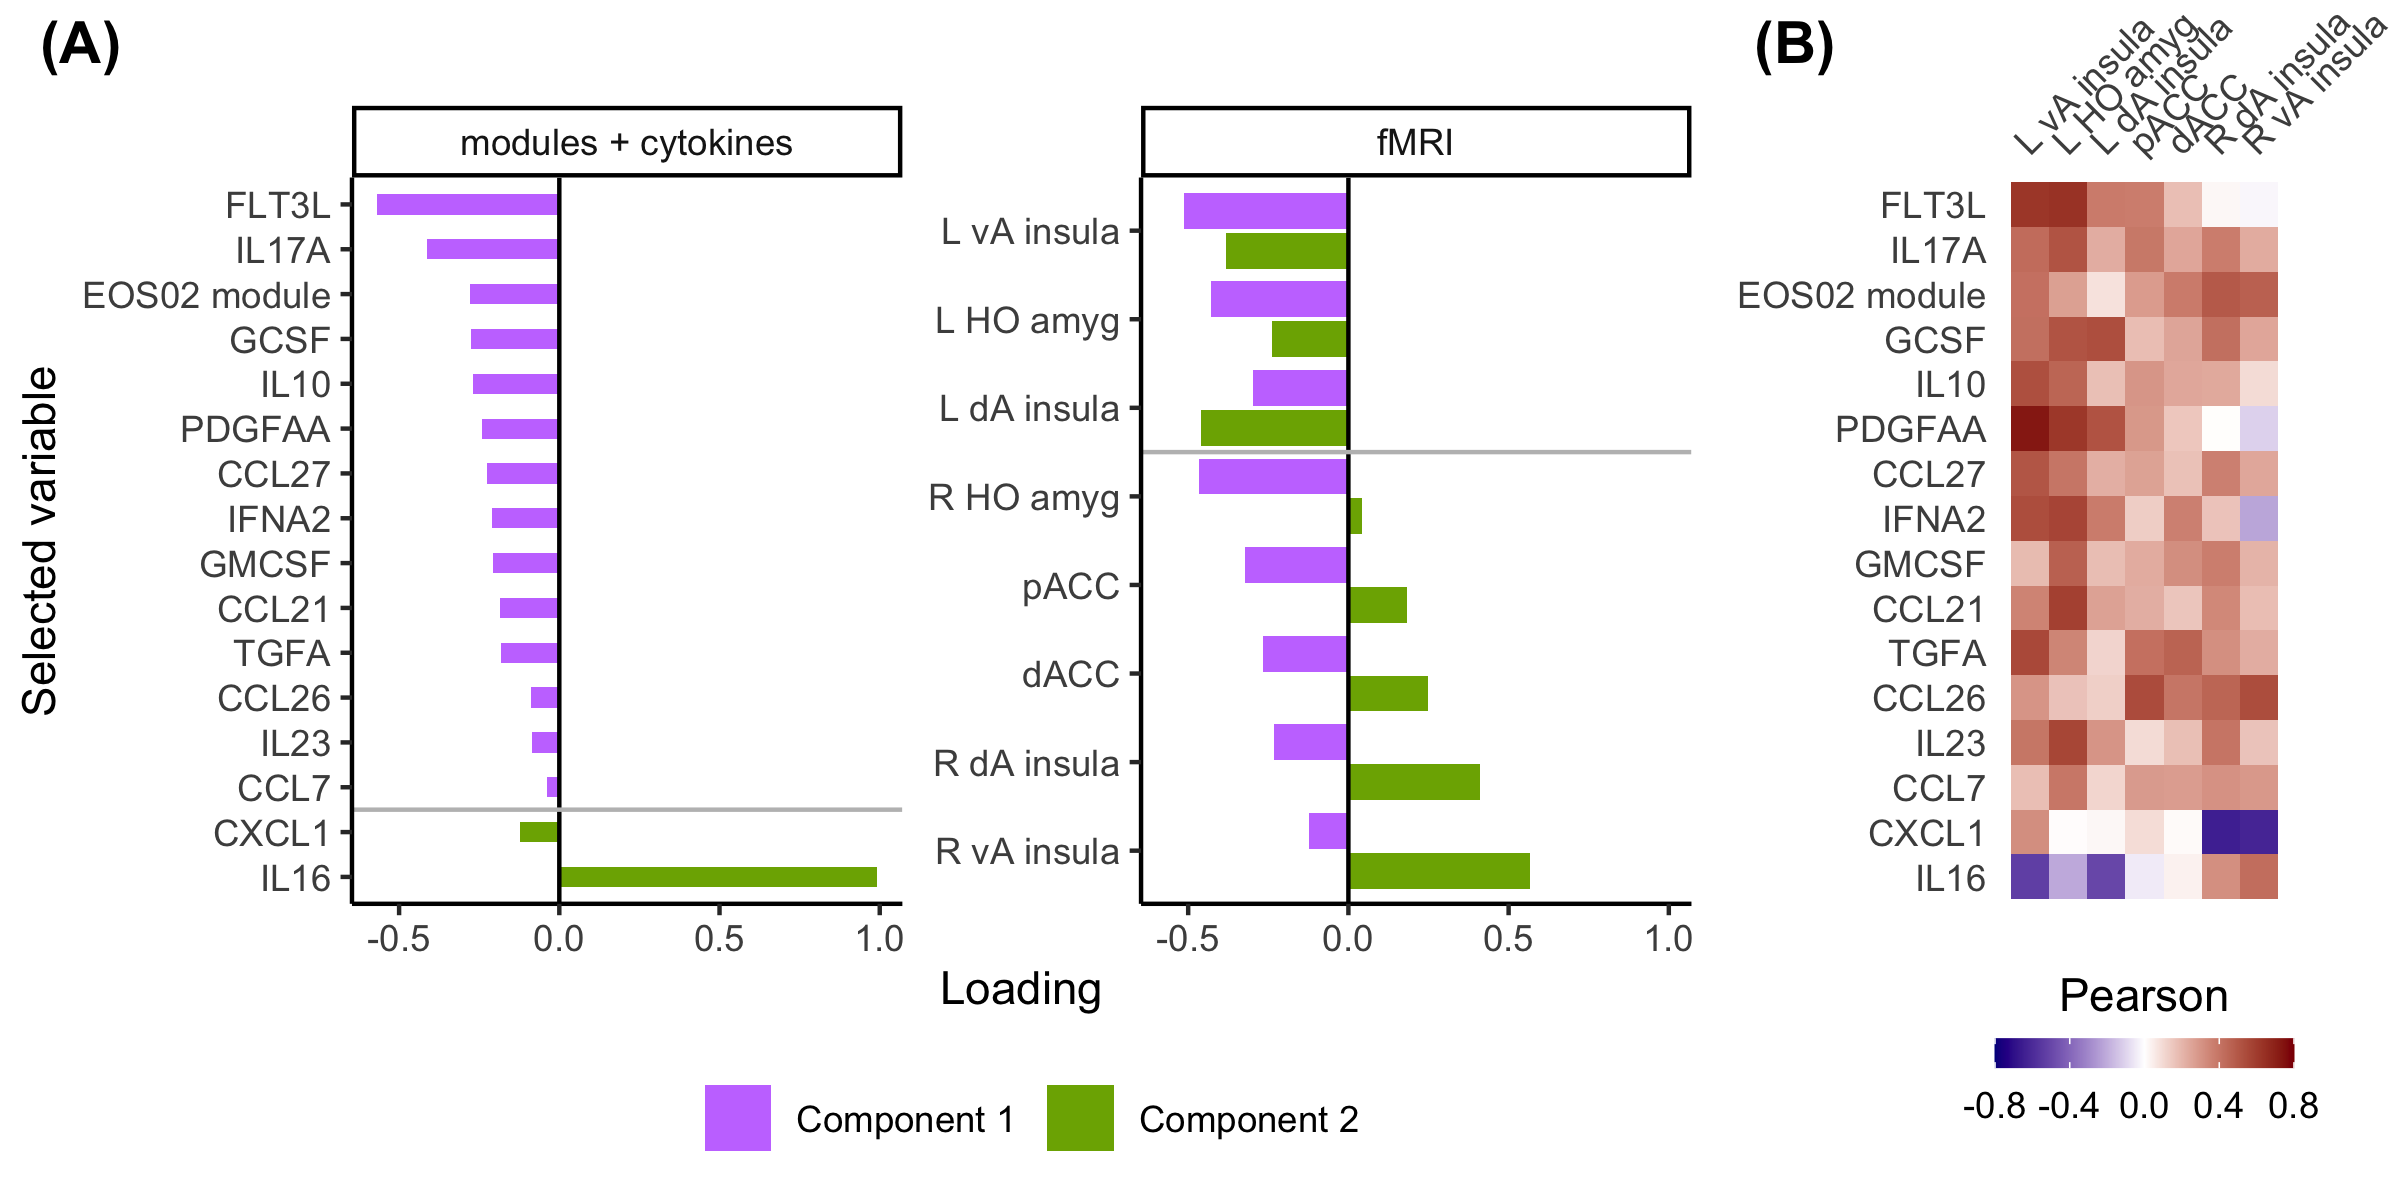 (A)
modules + cytokines
fMRI
Selected variable
FLT3L
IL17A
EOS02 module
GCSF
IL10
PDGFAA
CCL27
IFNA2
GMCSF
CCL21
TGFA
CCL26
IL23
CCL7
CXCL1
IL16
-0.5 0.0 0.5 1.0
L vA insula
L HO amyg
L dA insula
R HO amyg
pACC
dACC
R dA insula
R vA insula
-0.5 0.0 0.5 1.0
Loading
Component 1
Component 2
(B)
L vA insula
L HO amyg
L dA insula
pACC
dACC
R dA insula
R vA insula
FLT3L
IL17A
EOS02 module
GCSF
IL10
PDGFAA
CCL27
IFNA2
GMCSF
CCL21
TGFA
CCL26
IL23
CCL7
CXCL1
IL16
Pearson
-0.8 -0.4 0.0 0.4 0.8